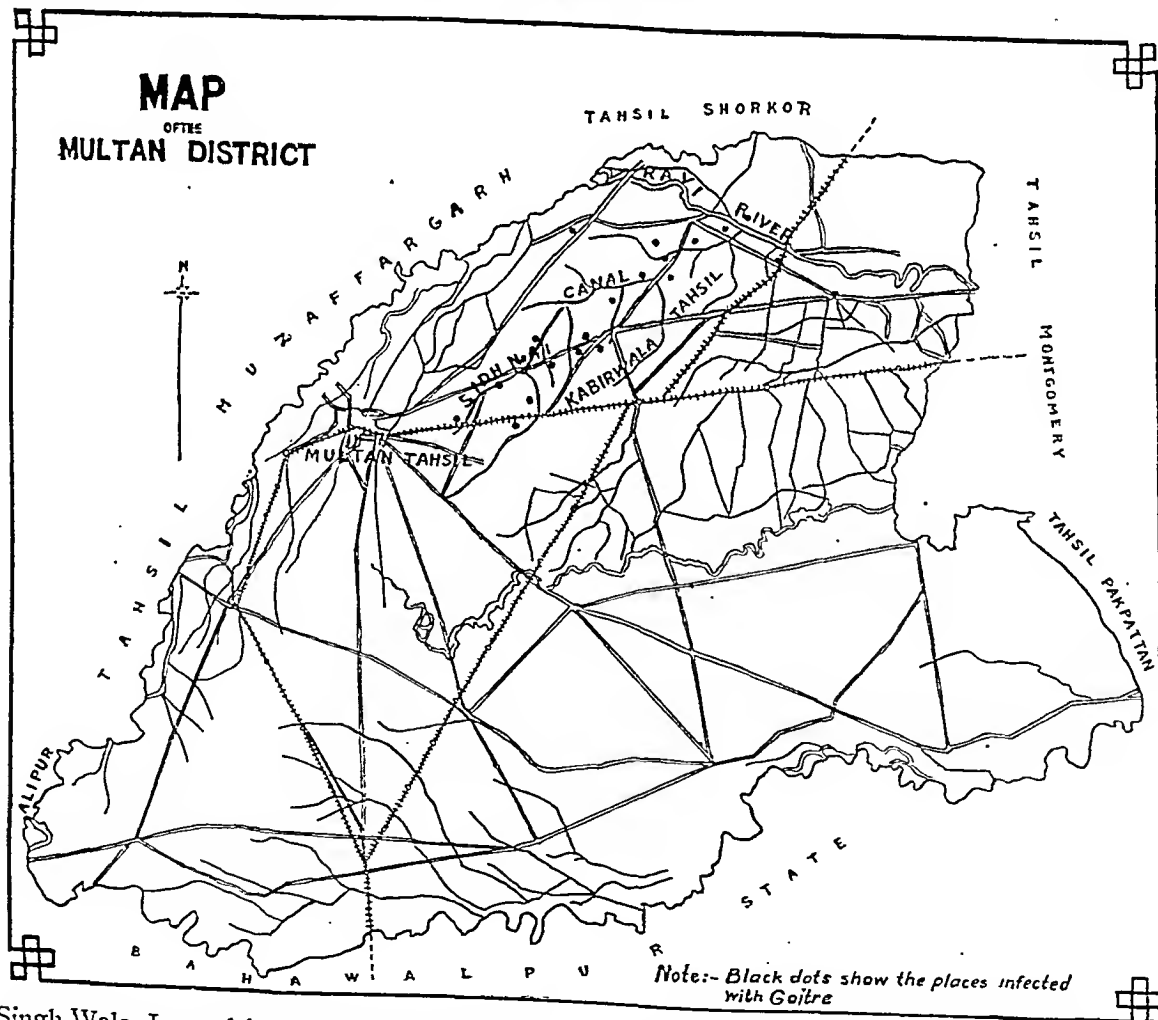 MAP
OF THE
MULTAN DISTRICT
TAHSIL SHORKOT
RAVI RIVER
TAHSIL MONTGOMERY
TAHSIL MUZAFFARGARH
N
CANAL
SIDHNAI
KABIRWALA TAHSIL
MULTAN TAHSIL
TAHSIL PAKPATTAN
ALIPUR
BAHAWALPUR STATE
Note:- Black dots show the places infected
with Goitre
Singh Wala